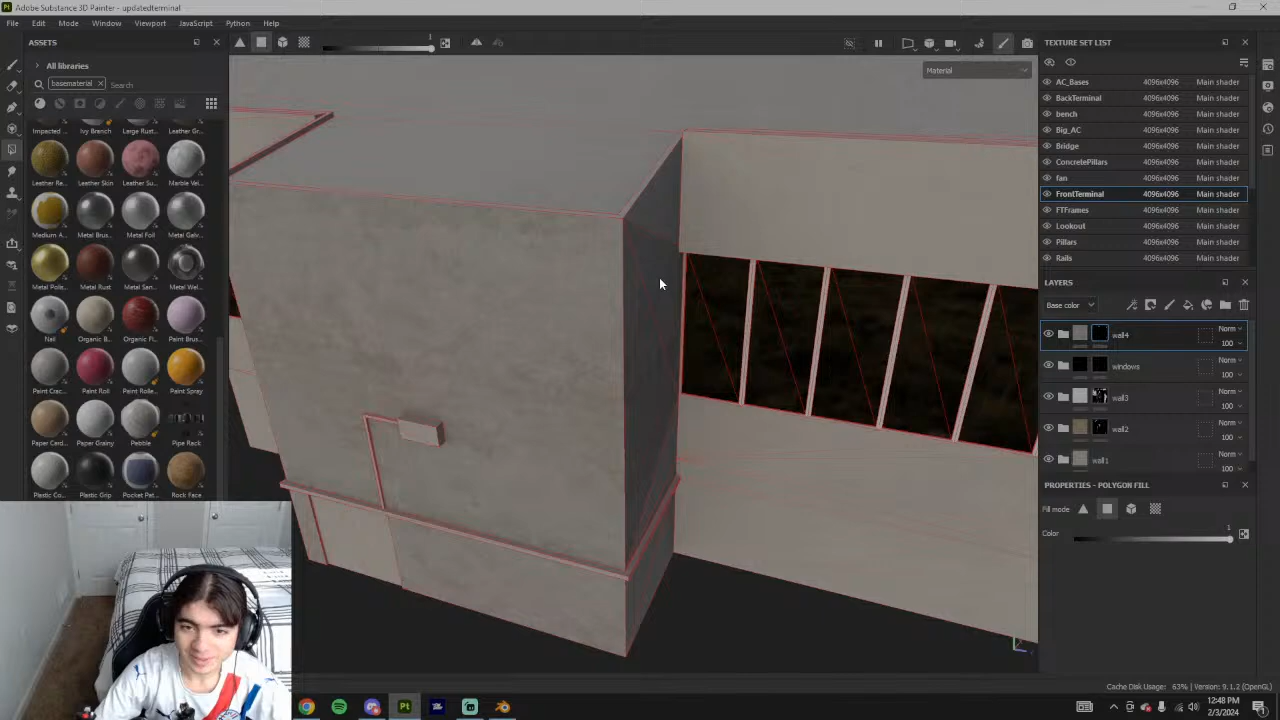 Adobe Substance 3D Painter - updatedterminal
File Edit Mode Window Viewport JavaScript Python Help
ASSETS
All libraries
basematerial Search
Impacted ... Ivy Branch Large Rust... Leather Gr...
Leather Re... Leather Skin Leather Su... Marble Vel...
Medium A... Metal Brus... Metal Foil Metal Galv...
Metal Polis... Metal Rust Metal San... Metal Wel...
Nail Organic B... Organic Fl... Paint Brus...
Paint Crac... Paint Roll Paint Rolle... Paint Spray
Paper Card... Paper Grainy Pebble Pipe Rack
Plastic Co... Plastic Grip Pocket Pat... Rock Face
1
Material
TEXTURE SET LIST
AC_Bases 4096x4096 Main shader
BackTerminal 4096x4096 Main shader
bench 4096x4096 Main shader
Big_AC 4096x4096 Main shader
Bridge 4096x4096 Main shader
ConcretePillars 4096x4096 Main shader
fan 4096x4096 Main shader
FrontTerminal 4096x4096 Main shader
FTFrames 4096x4096 Main shader
Lookout 4096x4096 Main shader
Pillars 4096x4096 Main shader
Rails 4096x4096 Main shader
LAYERS
Base color
wall4 Norm 100
windows Norm 100
wall3 Norm 100
wall2 Norm 100
wall1 Norm 100
PROPERTIES - POLYGON FILL
Fill mode
Color 1
Cache Disk Usage: 63% | Version: 9.1.2 (OpenGL)
12:48 PM
2/3/2024